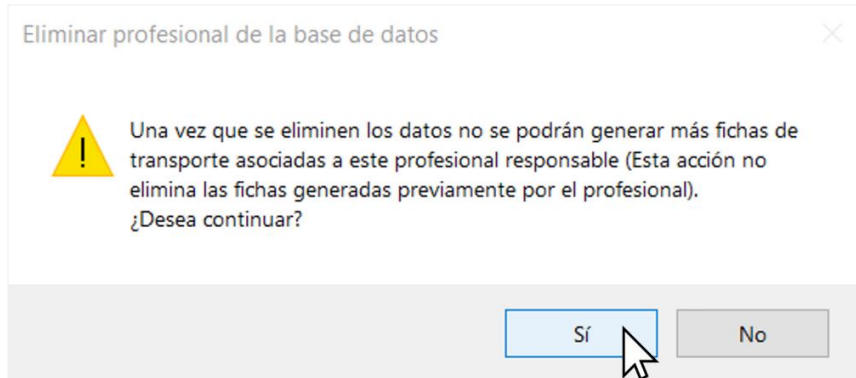 Eliminar profesional de la base de datos
Una vez que se eliminen los datos no se podrán generar más fichas de
transporte asociadas a este profesional responsable (Esta acción no
elimina las fichas generadas previamente por el profesional).
¿Desea continuar?
Sí
No